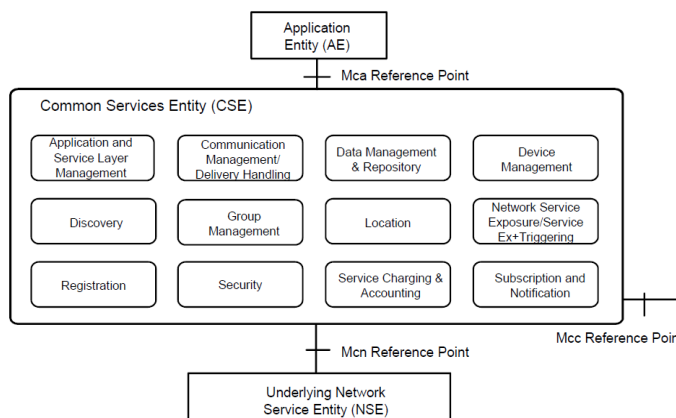 Application
Entity (AE)
Mca Reference Point
Common Services Entity (CSE)
Application and
Service Layer
Management
Communication
Management/
Delivery Handling
Data Management
& Repository
Device
Management
Discovery
Group
Management
Location
Network Service
Exposure/Service
Ex+Triggering
Registration
Security
Service Charging &
Accounting
Subscription and
Notification
Mcc Reference Point
Mcn Reference Point
Underlying Network
Service Entity (NSE)